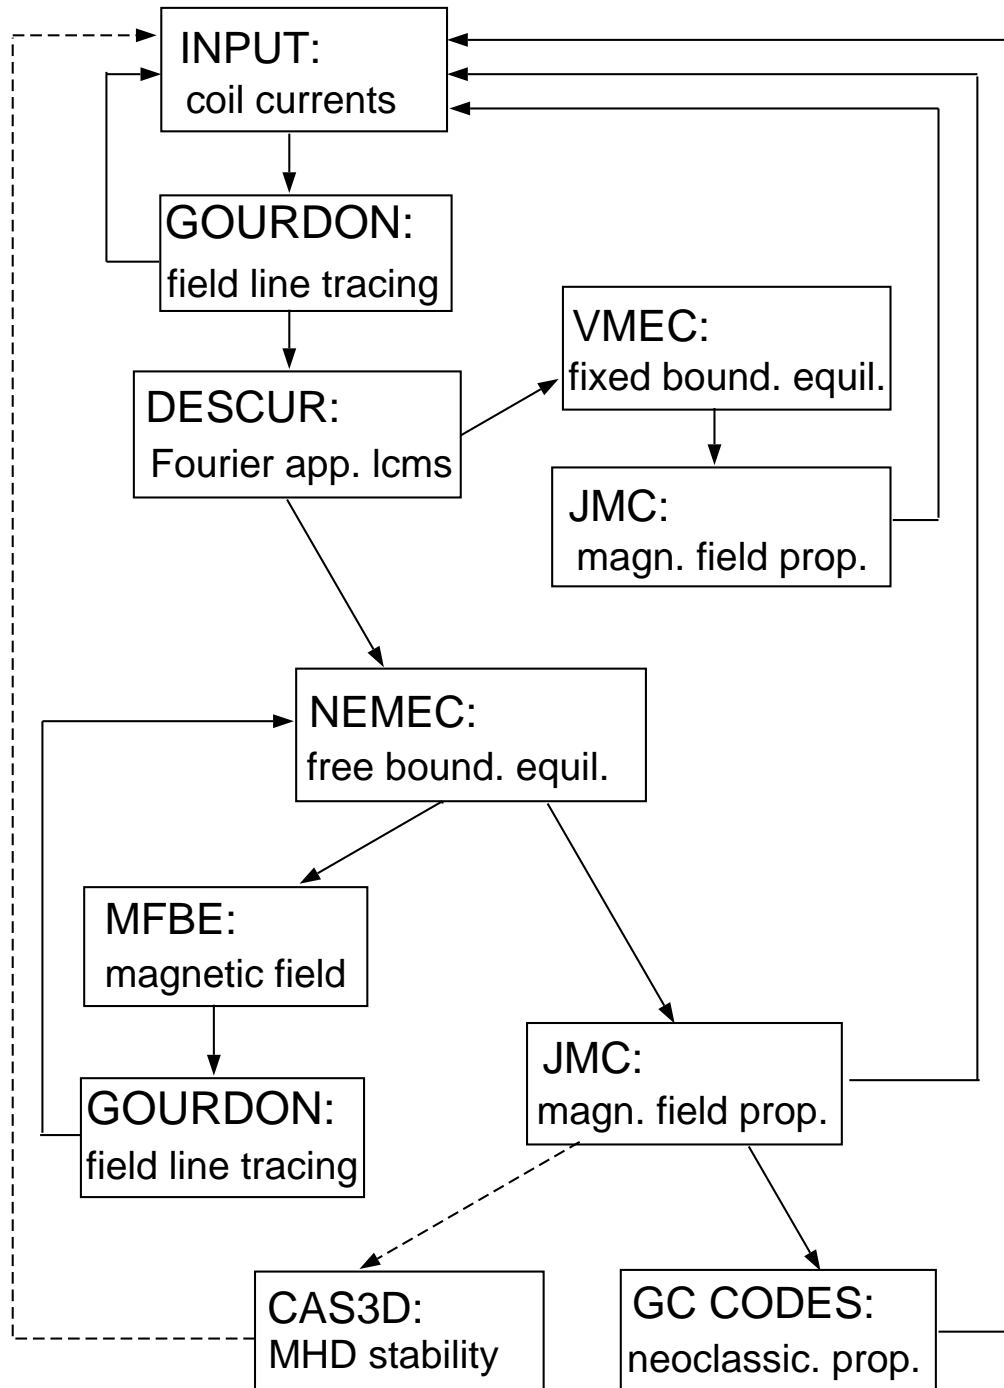 INPUT:
coil currents
GOURDON:
field line tracing
VMEC:
fixed bound. equil.
DESCUR:
Fourier app. lcms
JMC:
magn. field prop.
NEMEC:
free bound. equil.
MFBE:
magnetic field
JMC:
magn. field prop.
GOURDON:
field line tracing
CAS3D:
MHD stability
GC CODES:
neoclassic. prop.